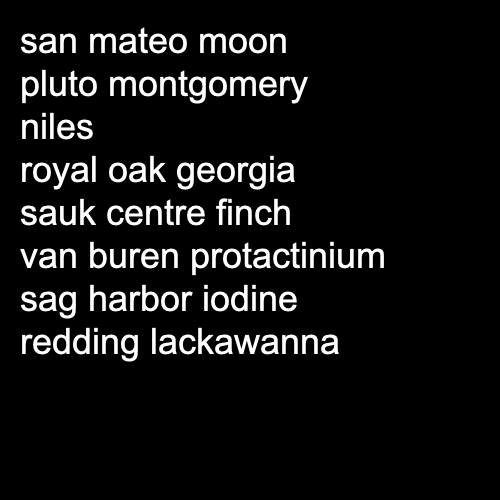 san mateo moon
pluto montgomery
niles
royal oak georgia
sauk centre finch
van buren protactinium
sag harbor iodine
redding lackawanna